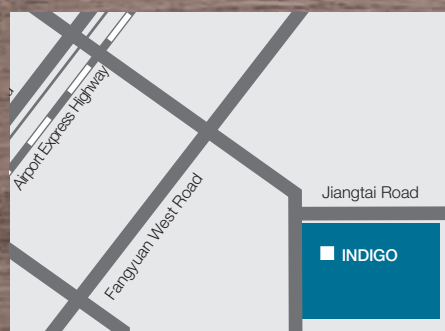 Airport Express Highway
Fangyuan West Road
Jiangtai Road
INDIGO